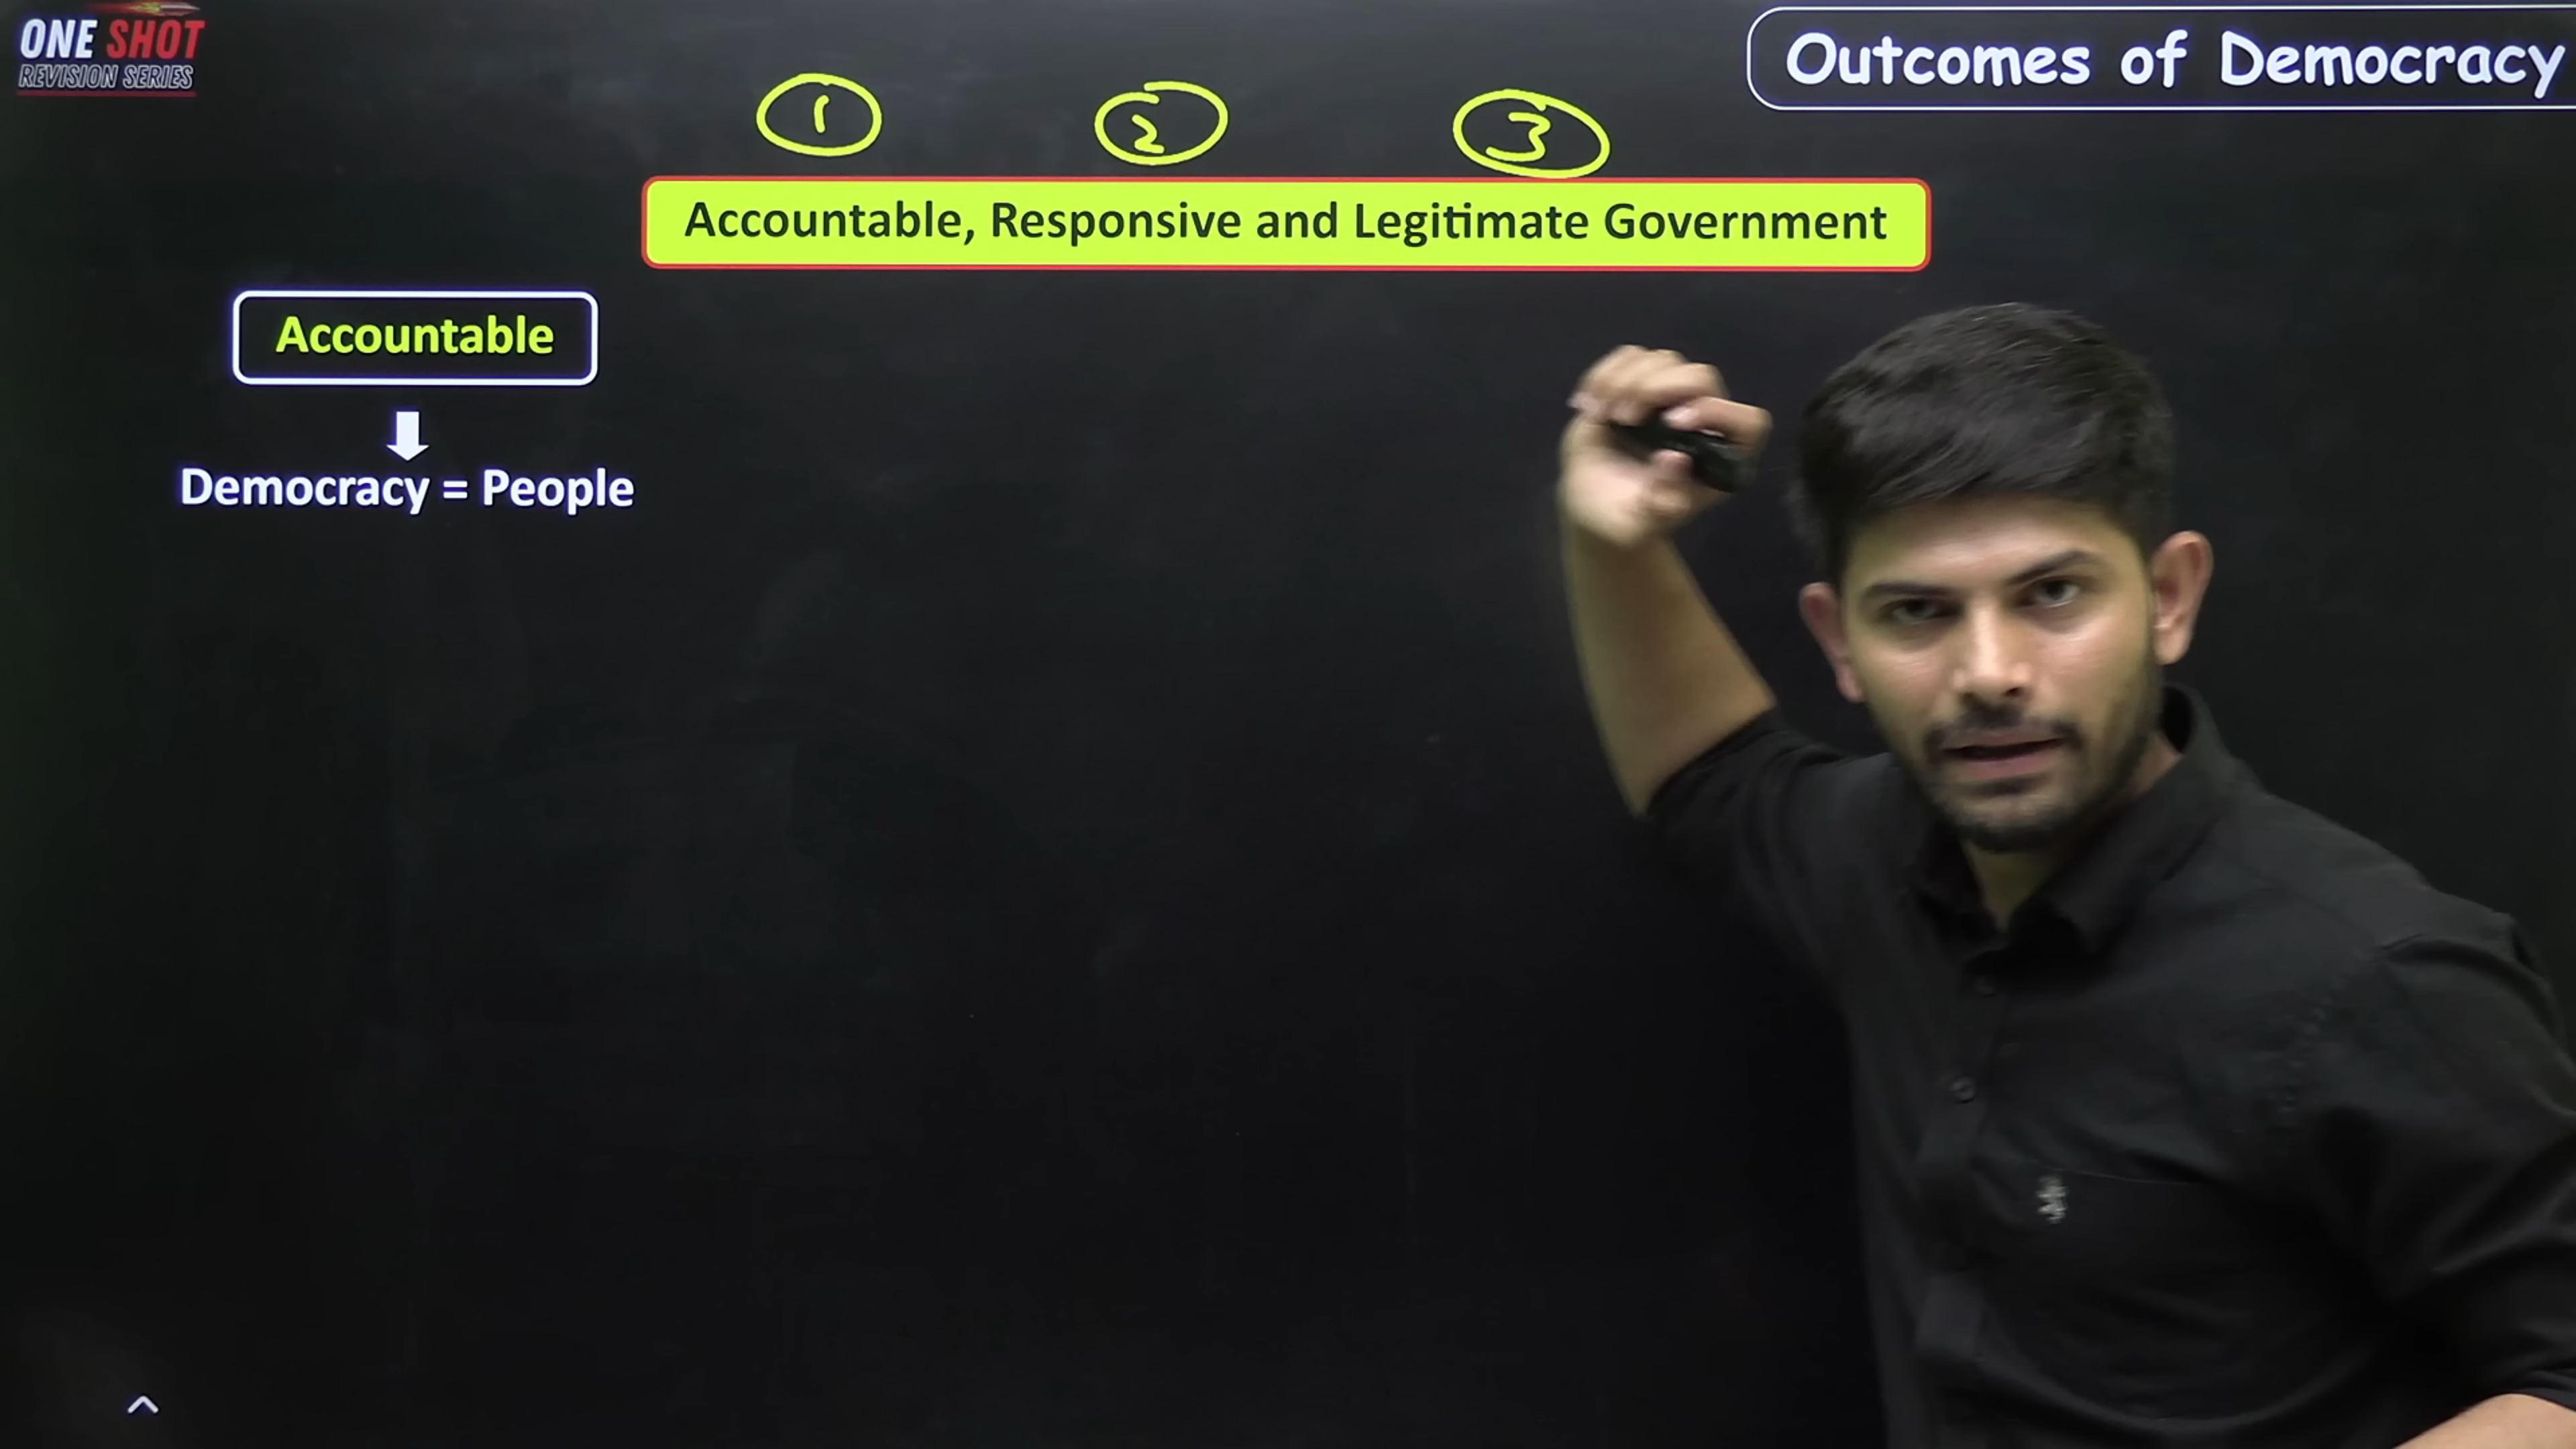 ONE SHOT
REVISION SERIES
Outcomes of Democracy
1 2 3
Accountable, Responsive and Legitimate Government
Accountable
Democracy = People